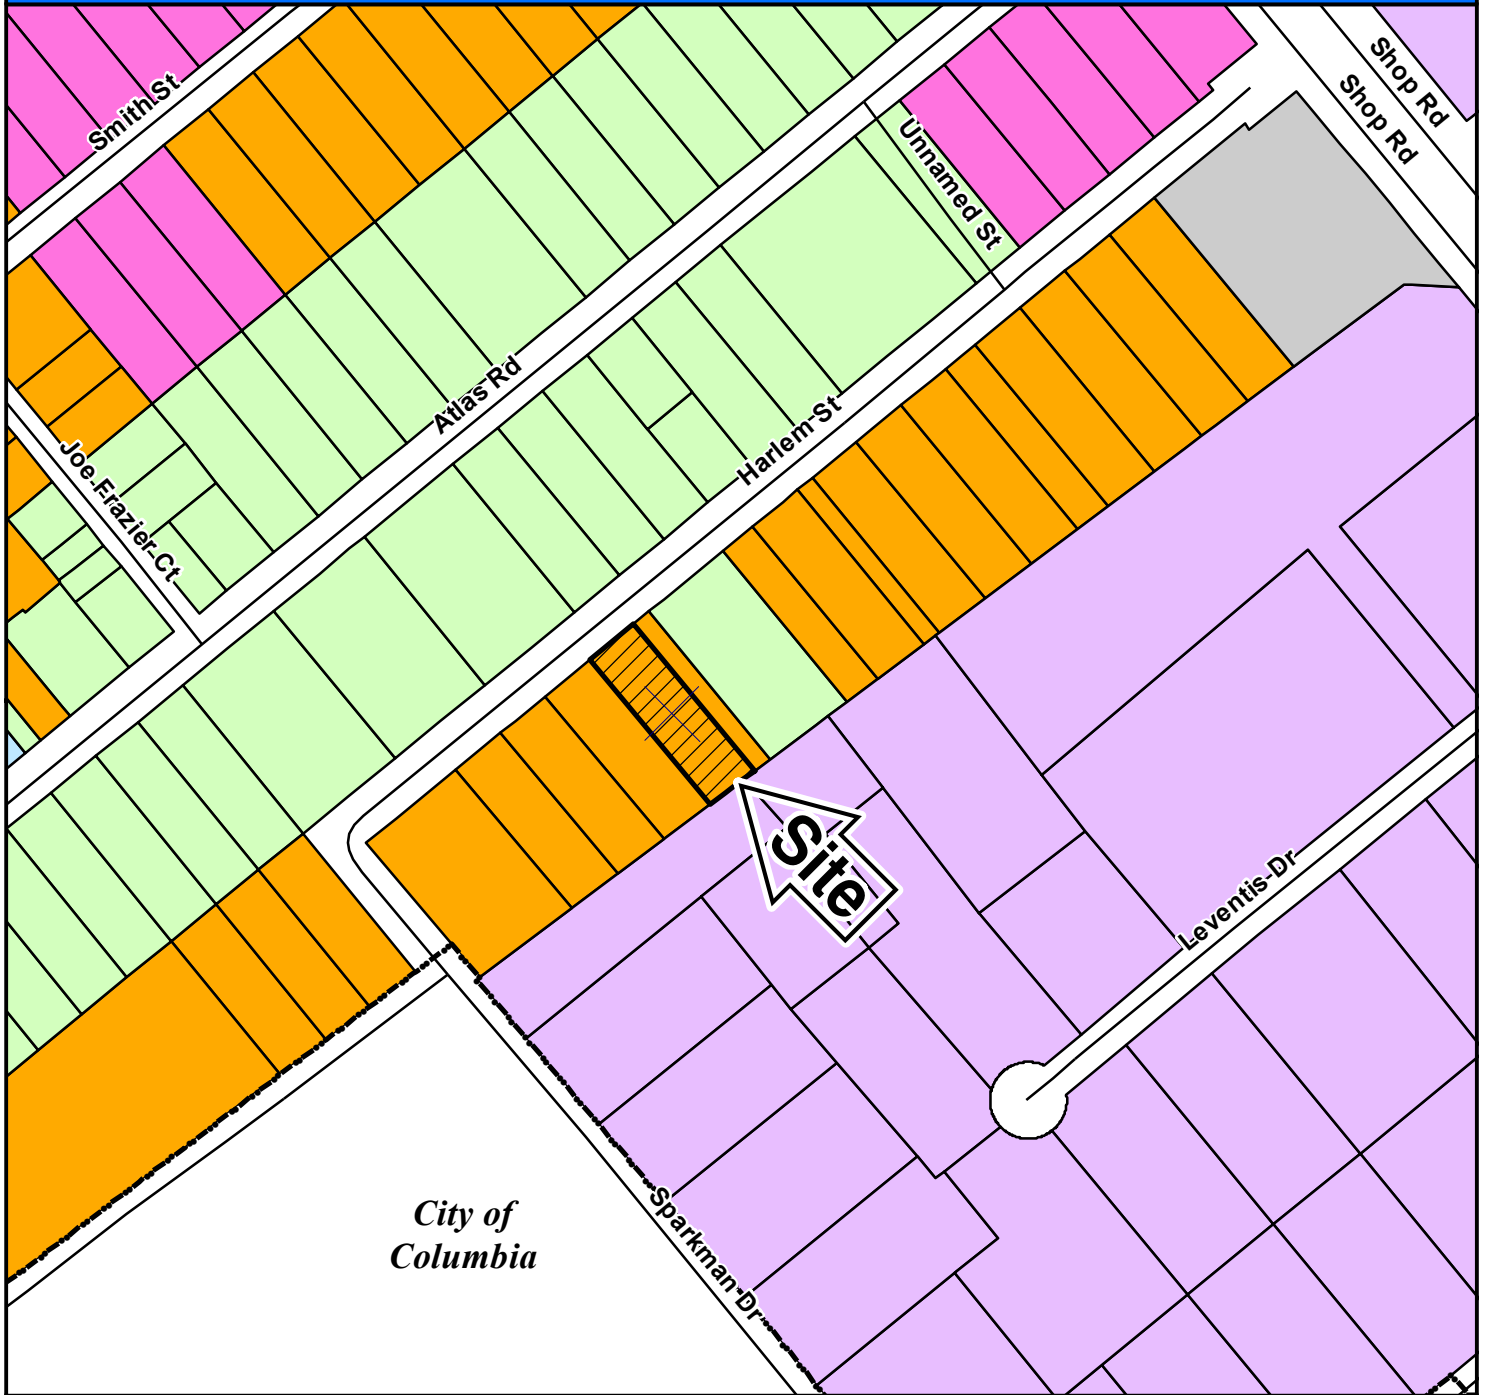 Smith St
Shop Rd
Shop Rd
Unnamed St
Atlas Rd
Harlem St
Joe Frazier Ct
Site
Leventis Dr
City of
Columbia
Sparkman Dr